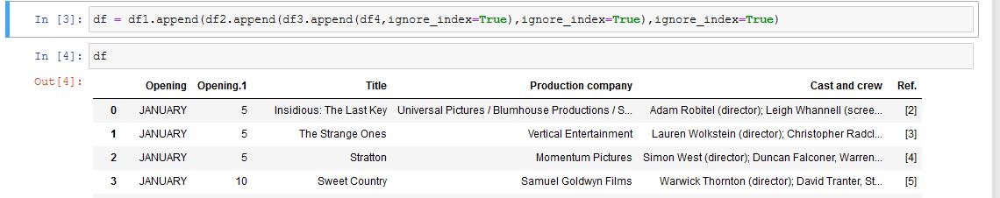 In [3]: df = df1.append(df2.append(df3.append(df4,ignore_index=True),ignore_index=True),ignore_index=True)
In [4]: df
Out[4]:
Opening Opening.1 Title Production company Cast and crew Ref.
0 JANUARY 5 Insidious: The Last Key Universal Pictures / Blumhouse Productions / S... Adam Robitel (director); Leigh Whannell (scree... [2]
1 JANUARY 5 The Strange Ones Vertical Entertainment Lauren Wolkstein (director); Christopher Radcl... [3]
2 JANUARY 5 Stratton Momentum Pictures Simon West (director); Duncan Falconer, Warren... [4]
3 JANUARY 10 Sweet Country Samuel Goldwyn Films Warwick Thornton (director); David Tranter, St... [5]